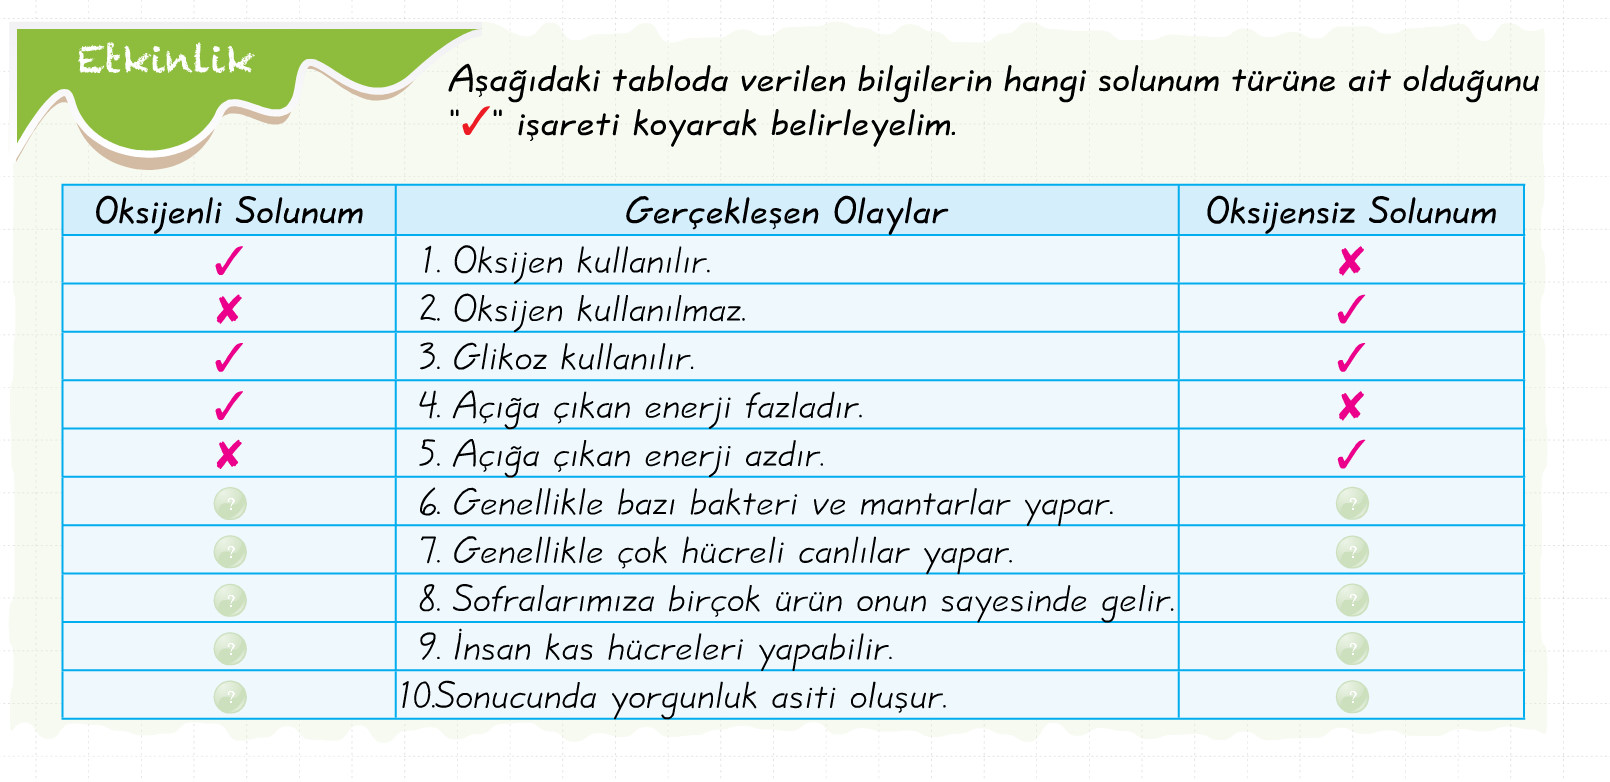 Etkinlik
Aşağıdaki tabloda verilen bilgilerin hangi solunum türüne ait olduğunu
"✓" işareti koyarak belirleyelim.
Oksijenli Solunum Gerçekleşen Olaylar Oksijensiz Solunum
✓ 1. Oksijen kullanılır. ✘
✘ 2. Oksijen kullanılmaz. ✓
✓ 3. Glikoz kullanılır. ✓
✓ 4. Açığa çıkan enerji fazladır. ✘
✘ 5. Açığa çıkan enerji azdır. ✓
? 6. Genellikle bazı bakteri ve mantarlar yapar. ?
? 7. Genellikle çok hücreli canlılar yapar. ?
? 8. Sofralarımıza birçok ürün onun sayesinde gelir. ?
? 9. İnsan kas hücreleri yapabilir. ?
? 10.Sonucunda yorgunluk asiti oluşur. ?